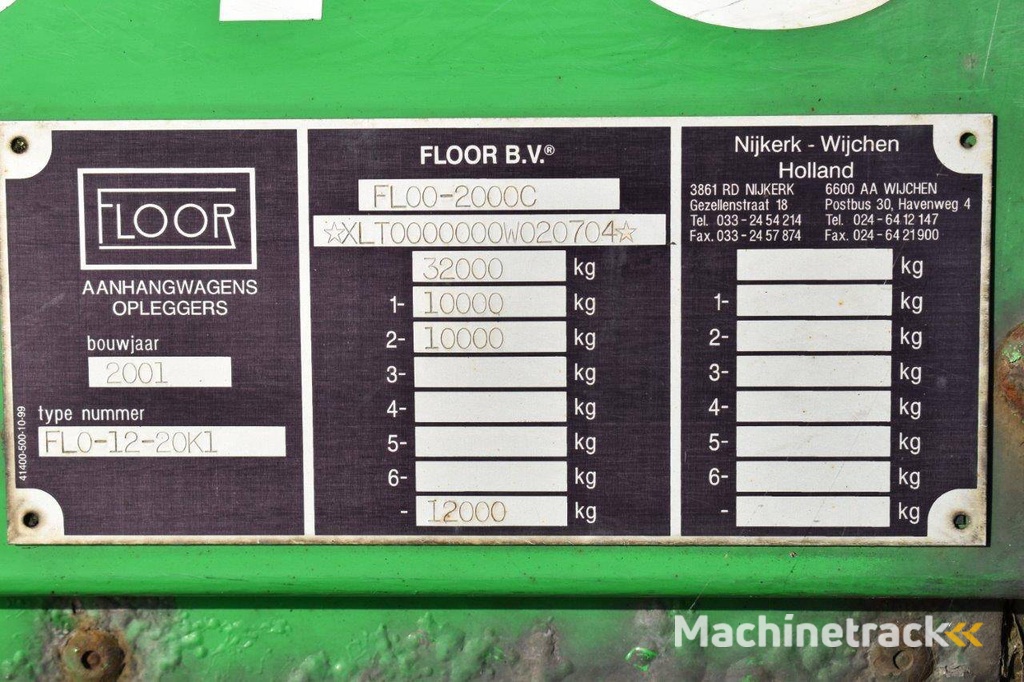 FLOOR
AANHANGWAGENS
OPLEGGERS
bouwjaar
2001
type nummer
FLO-12-20K1
41400-500-10-99
FLOOR B.V.®
FLOO-2000C
☆XLT0000000W020704☆
32000 kg
1- 10000 kg
2- 10000 kg
3- kg
4- kg
5- kg
6- kg
- 12000 kg
Nijkerk - Wijchen
Holland
3861 RD NIJKERK 6600 AA WIJCHEN
Gezellenstraat 18 Postbus 30, Havenweg 4
Tel. 033-24 54 214 Tel. 024-64 12 147
Fax. 033-24 57 874 Fax. 024-64 21 900
kg
1- kg
2- kg
3- kg
4- kg
5- kg
6- kg
- kg
Machinetrack